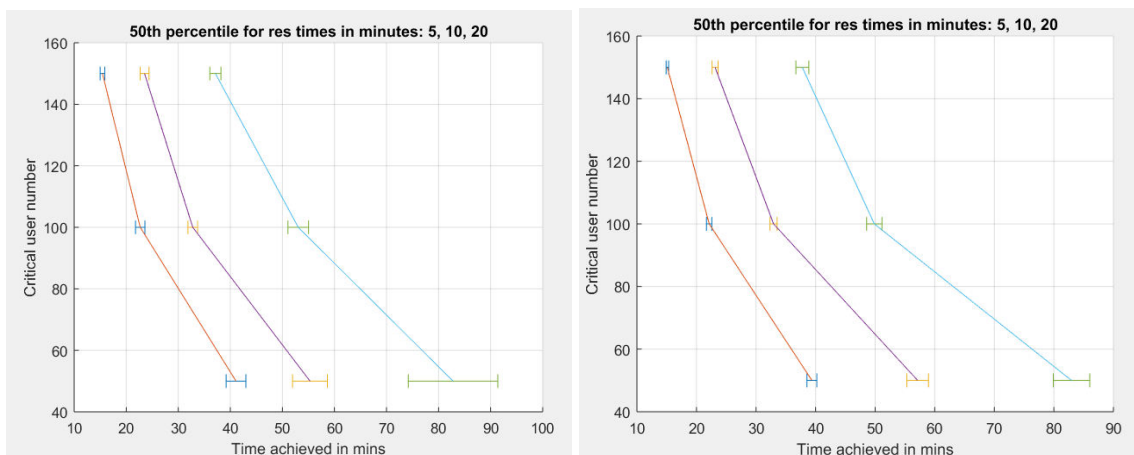 50th percentile for res times in minutes: 5, 10, 20
160
140
120
100
80
60
40
Critical user number
10 20 30 40 50 60 70 80 90 100
Time achieved in mins
50th percentile for res times in minutes: 5, 10, 20
160
140
120
100
80
60
40
Critical user number
10 20 30 40 50 60 70 80 90
Time achieved in mins